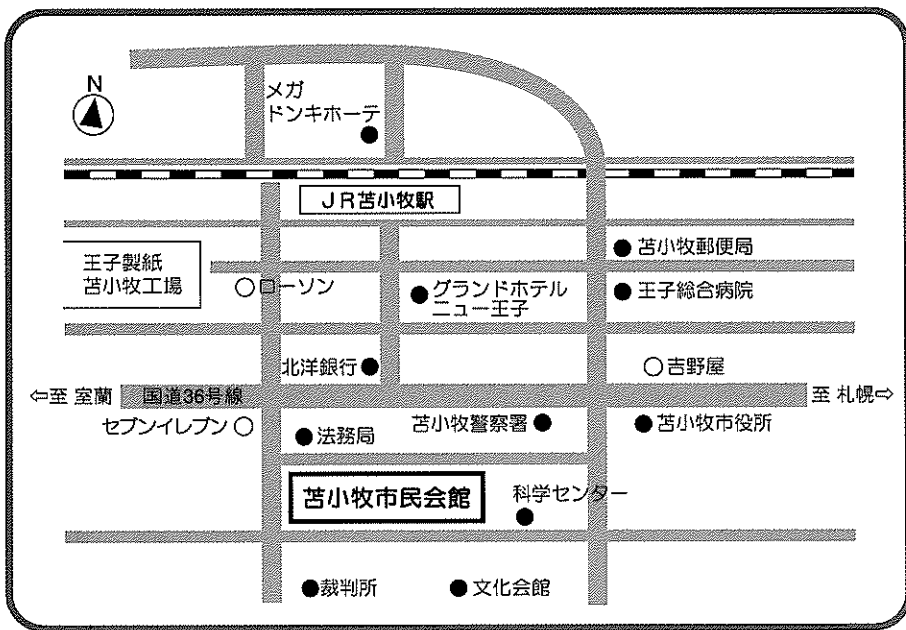 N
メガ
ドンキホーテ
JR苫小牧駅
王子製紙
苫小牧工場
ローソン
グランドホテル
ニュー王子
苫小牧郵便局
王子総合病院
北洋銀行
吉野屋
⇦至 室蘭
国道36号線
至 札幌⇨
セブンイレブン
法務局
苫小牧警察署
苫小牧市役所
苫小牧市民会館
科学センター
裁判所
文化会館